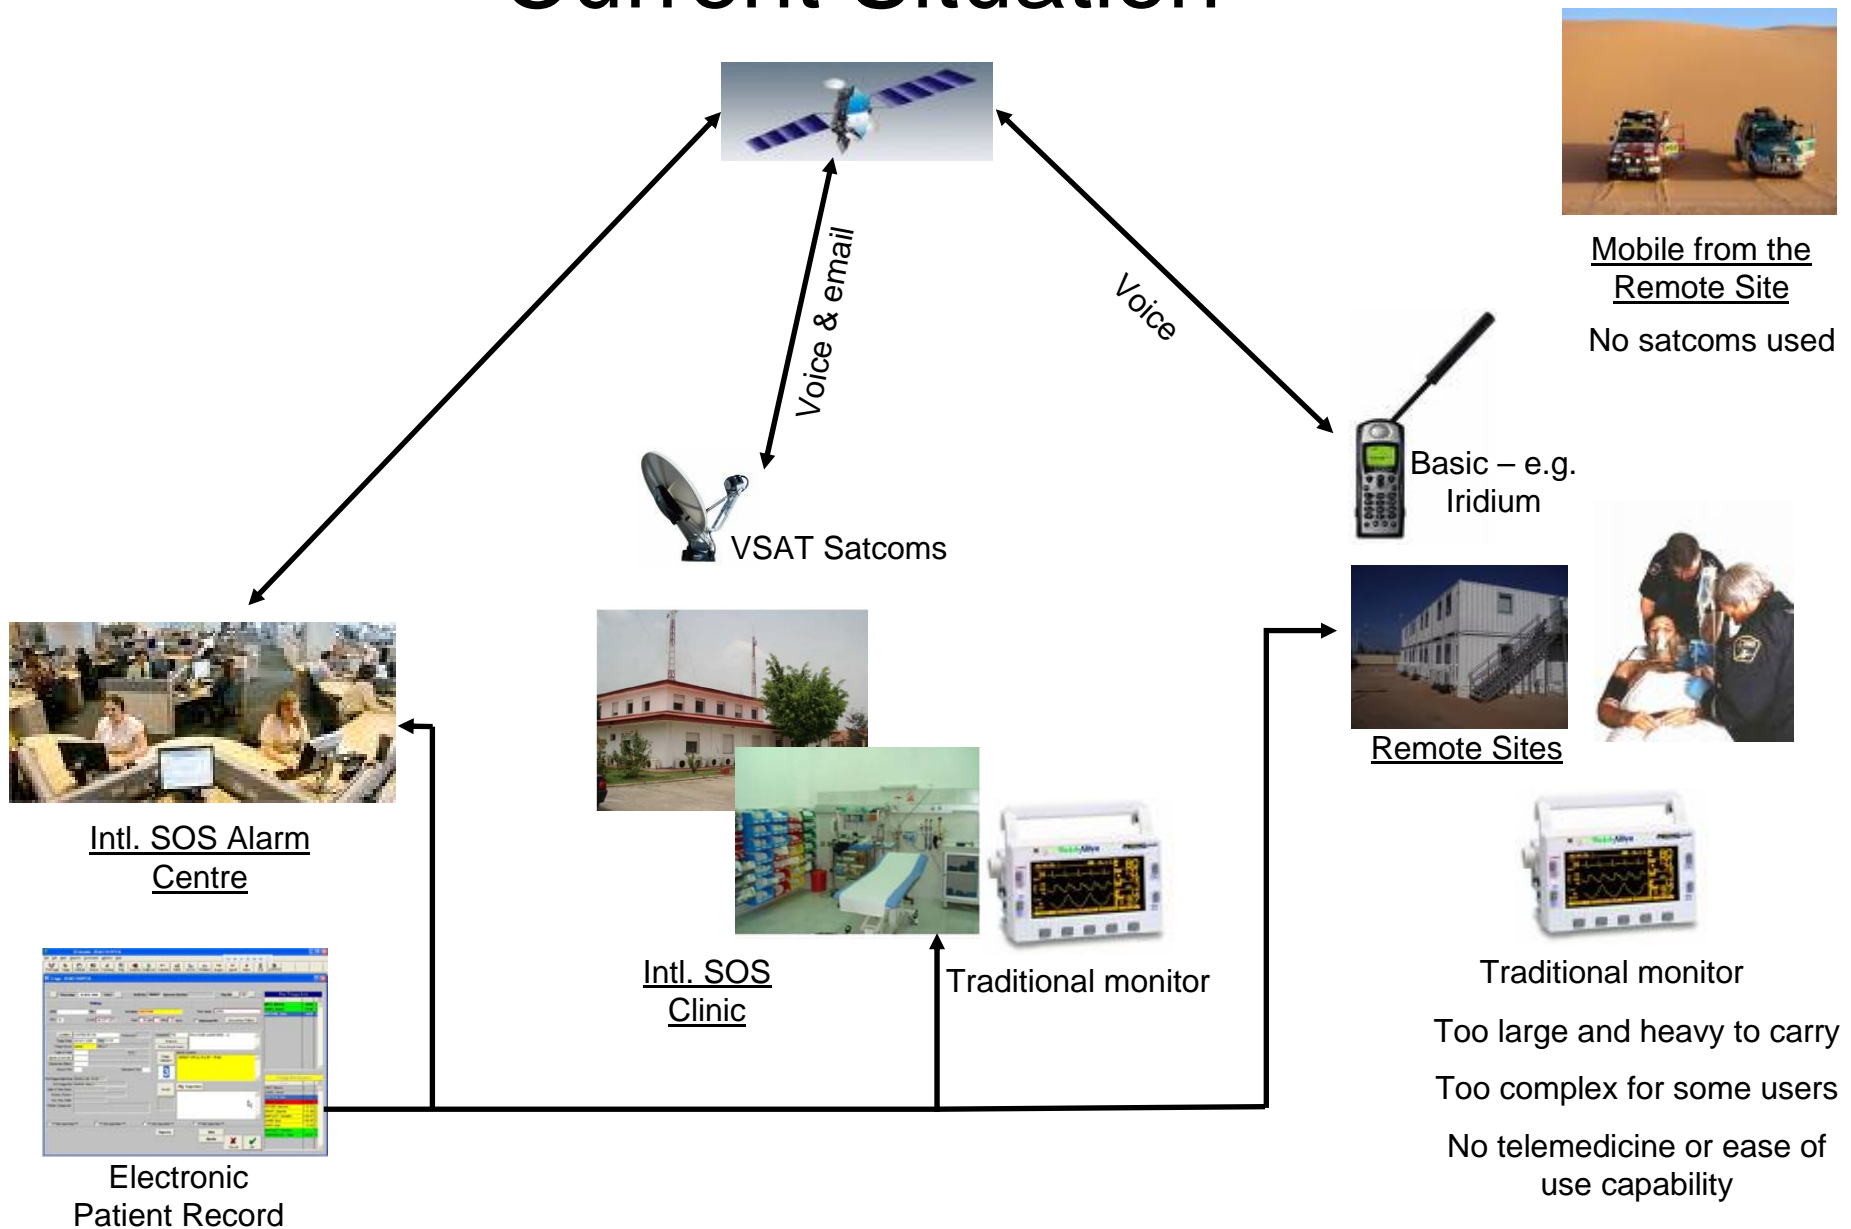 Current Situation
Mobile from the
Remote Site
No satcoms used
Voice & email
Voice
Basic – e.g.
Iridium
VSAT Satcoms
Remote Sites
Intl. SOS Alarm
Centre
Intl. SOS
Clinic
Traditional monitor
Traditional monitor
Too large and heavy to carry
Too complex for some users
No telemedicine or ease of
use capability
Electronic
Patient Record